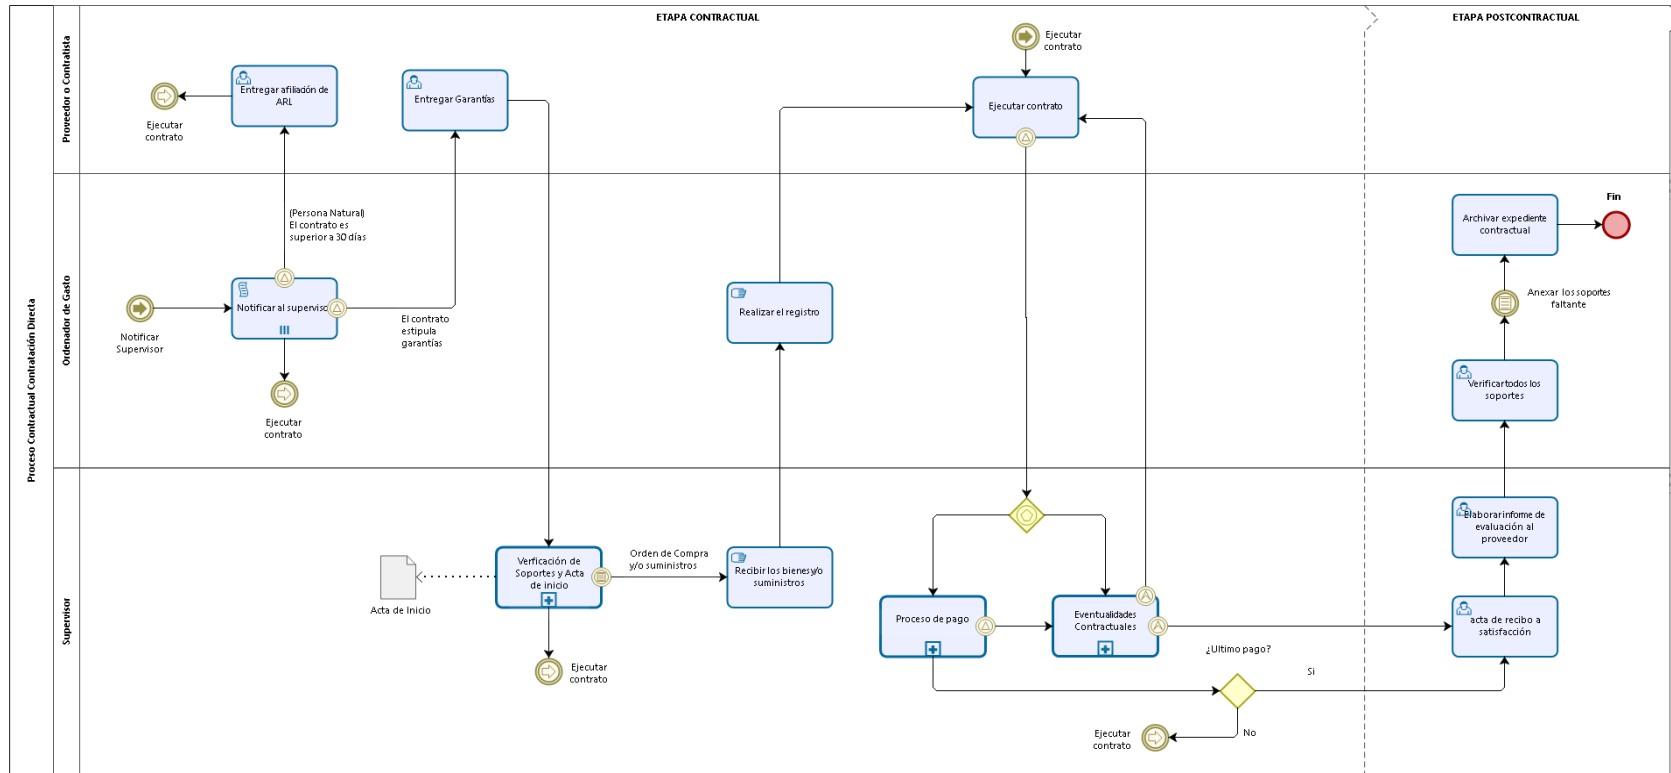 ETAPA CONTRACTUAL
ETAPA POSTCONTRACTUAL
Proceso Contractual Contratación Directa
Proveedor o Contratista
Entregar afiliación de
ARL
Ejecutar
contrato
Entregar Garantías
Ejecutar
contrato
Ejecutar contrato
Ordenador de Gasto
(Persona Natural)
El contrato es
superior a 30 días
Notificar
Supervisor
Notificar al superviso
El contrato
estipula
garantías
Ejecutar
contrato
Realizar el registro
Archivar expediente
contractual
Fin
Anexar los soportes
faltante
Verificar todos los
soportes
Supervisor
Acta de Inicio
Verficación de
Soportes y Acta
de inicio
Orden de Compra
y/o suministros
Ejecutar
contrato
Recibir los bienes y/o
suministros
Proceso de pago
Eventualidades
Contractuales
¿Ultimo pago?
Si
No
Ejecutar
contrato
Elaborar informe de
evaluación al
proveedor
acta de recibo a
satisfacción